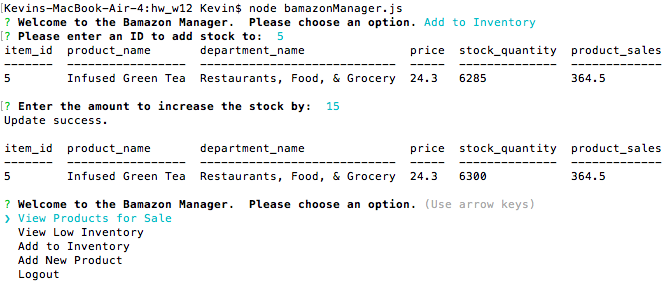 Kevins-MacBook-Air-4:hw_w12 Kevin$ node bamazonManager.js
[? Welcome to the Bamazon Manager.  Please choose an option. Add to Inventory
[? Please enter an ID to add stock to:  5
item_id  product_name       department_name                price  stock_quantity  product_sales
-------  -----------------  -----------------------------  -----  --------------  -------------
5        Infused Green Tea  Restaurants, Food, & Grocery  24.3   6285            364.5
[? Enter the amount to increase the stock by:  15
Update success.
item_id  product_name       department_name                price  stock_quantity  product_sales
-------  -----------------  -----------------------------  -----  --------------  -------------
5        Infused Green Tea  Restaurants, Food, & Grocery  24.3   6300            364.5
? Welcome to the Bamazon Manager.  Please choose an option. (Use arrow keys)
❯ View Products for Sale
  View Low Inventory
  Add to Inventory
  Add New Product
  Logout